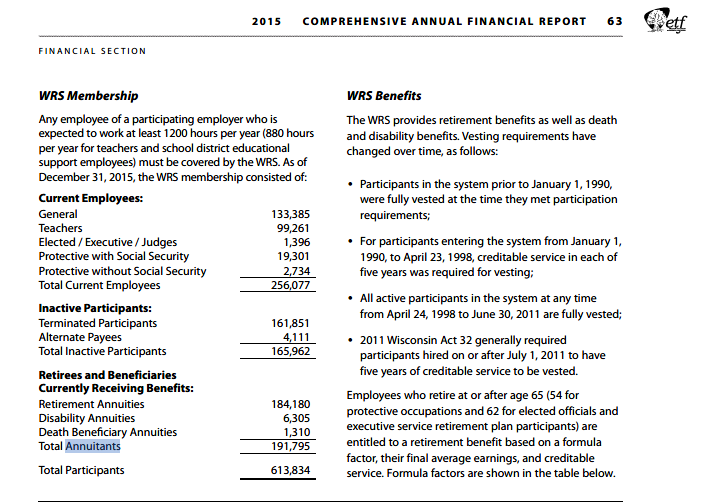 2015 COMPREHENSIVE ANNUAL FINANCIAL REPORT 63
etf
FINANCIAL SECTION
WRS Membership
Any employee of a participating employer who is
expected to work at least 1200 hours per year (880 hours
per year for teachers and school district educational
support employees) must be covered by the WRS. As of
December 31, 2015, the WRS membership consisted of:
Current Employees:
General 133,385
Teachers 99,261
Elected / Executive / Judges 1,396
Protective with Social Security 19,301
Protective without Social Security 2,734
Total Current Employees 256,077
Inactive Participants:
Terminated Participants 161,851
Alternate Payees 4,111
Total Inactive Participants 165,962
Retirees and Beneficiaries
Currently Receiving Benefits:
Retirement Annuities 184,180
Disability Annuities 6,305
Death Beneficiary Annuities 1,310
Total Annuitants 191,795
Total Participants 613,834
WRS Benefits
The WRS provides retirement benefits as well as death
and disability benefits. Vesting requirements have
changed over time, as follows:
• Participants in the system prior to January 1, 1990,
were fully vested at the time they met participation
requirements;
• For participants entering the system from January 1,
1990, to April 23, 1998, creditable service in each of
five years was required for vesting;
• All active participants in the system at any time
from April 24, 1998 to June 30, 2011 are fully vested;
• 2011 Wisconsin Act 32 generally required
participants hired on or after July 1, 2011 to have
five years of creditable service to be vested.
Employees who retire at or after age 65 (54 for
protective occupations and 62 for elected officials and
executive service retirement plan participants) are
entitled to a retirement benefit based on a formula
factor, their final average earnings, and creditable
service. Formula factors are shown in the table below.